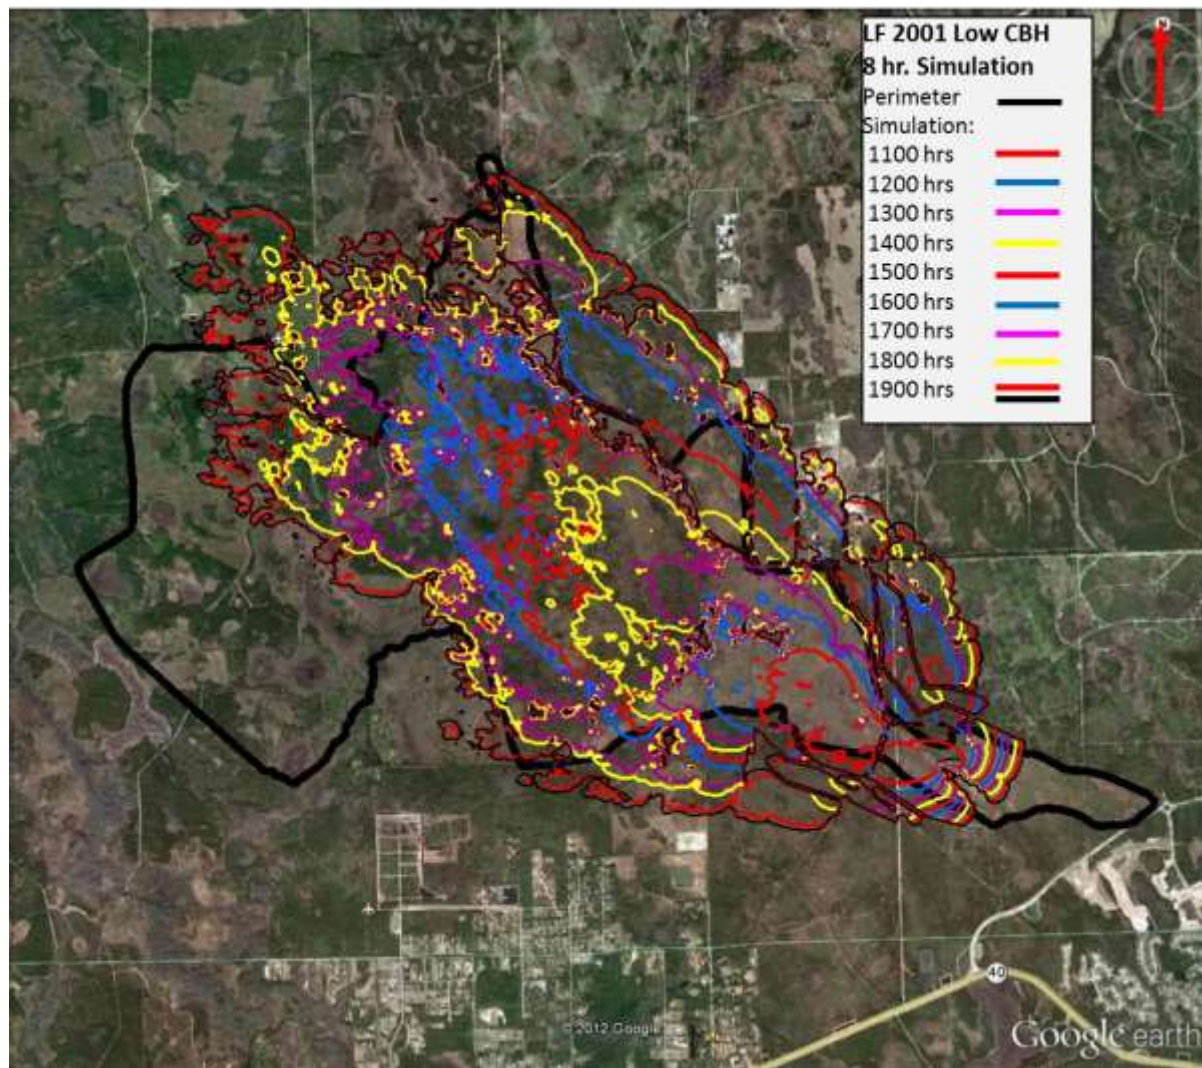 LF 2001 Low CBH
8 hr. Simulation
Perimeter
Simulation:
1100 hrs
1200 hrs
1300 hrs
1400 hrs
1500 hrs
1600 hrs
1700 hrs
1800 hrs
1900 hrs
N
40
© 2012 Google
Google earth